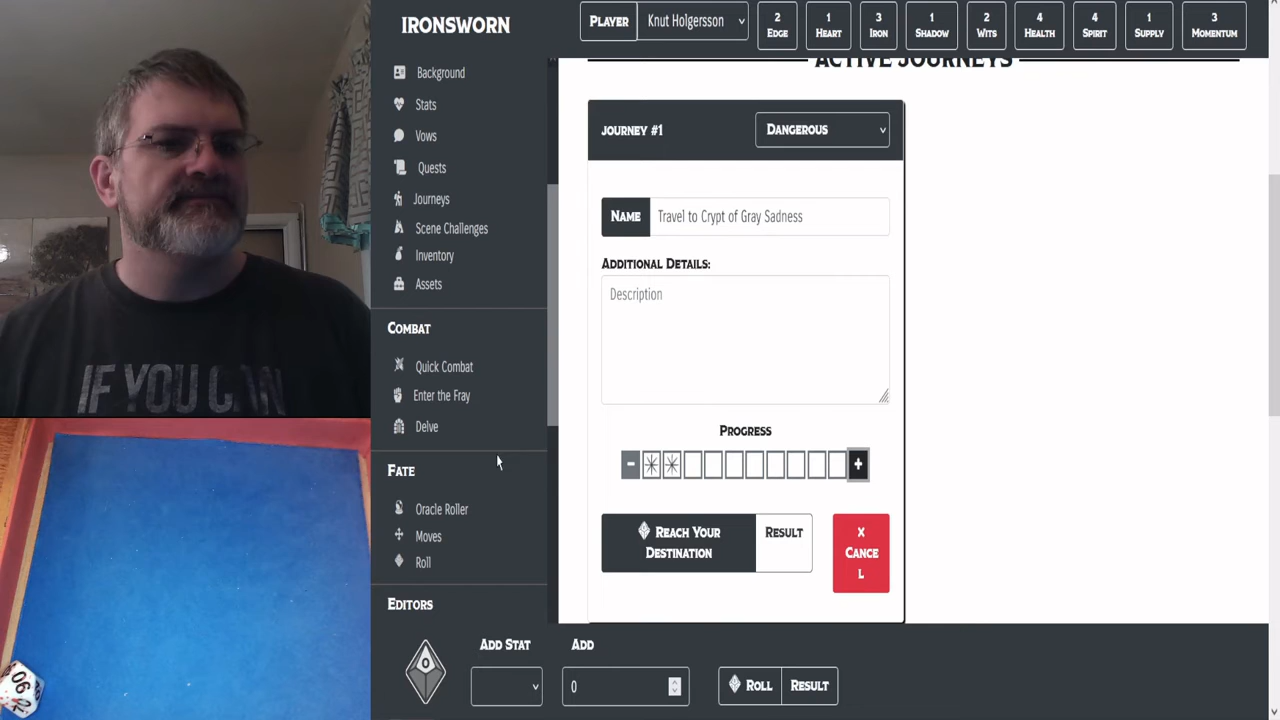 IRONSWORN
PLAYER
Knut Holgersson
2
EDGE
1
HEART
3
IRON
1
SHADOW
2
WITS
4
HEALTH
4
SPIRIT
1
SUPPLY
3
MOMENTUM
Background
Stats
Vows
Quests
Journeys
Scene Challenges
Inventory
Assets
COMBAT
Quick Combat
Enter the Fray
Delve
FATE
Oracle Roller
Moves
Roll
EDITORS
ACTIVE JOURNEYS
JOURNEY #1
DANGEROUS
NAME
Travel to Crypt of Gray Sadness
ADDITIONAL DETAILS:
Description
PROGRESS
-
+
REACH YOUR
DESTINATION
RESULT
X
CANCE
L
0
ADD STAT
ADD
0
ROLL
RESULT
IF YOU CAN
90